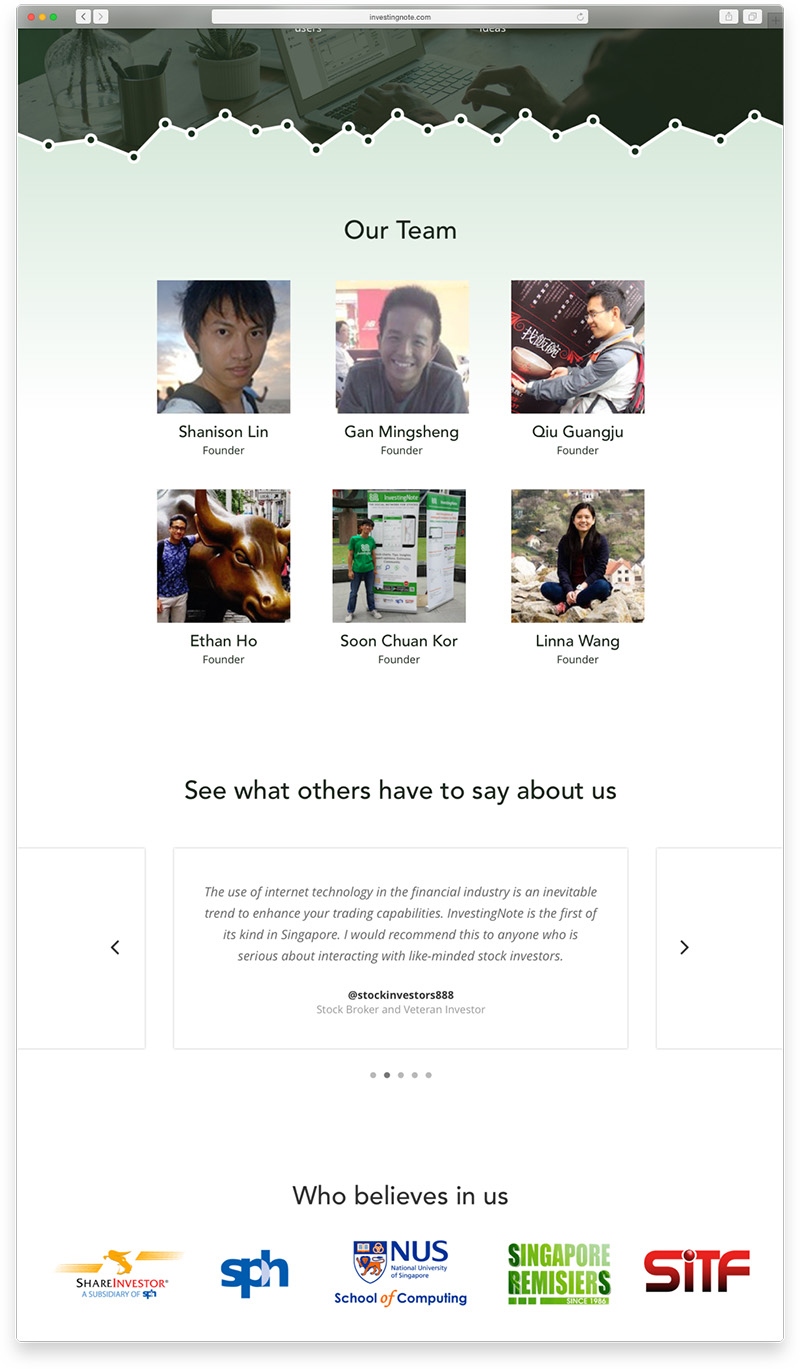 investingnote.com
users
ideas
Our Team
找飯碗
Shanison Lin
Founder
Gan Mingsheng
Founder
Qiu Guangju
Founder
InvestingNote
InvestingNote
Ethan Ho
Founder
Soon Chuan Kor
Founder
Linna Wang
Founder
See what others have to say about us
The use of internet technology in the financial industry is an inevitable
trend to enhance your trading capabilities. InvestingNote is the first of
its kind in Singapore. I would recommend this to anyone who is
serious about interacting with like-minded stock investors.
@stockinvestors888
Stock Broker and Veteran Investor
Who believes in us
SHAREINVESTOR®
A SUBSIDIARY OF sph
sph
NUS
National University
of Singapore
School of Computing
SINGAPORE
REMISIERS
SINCE 1986
SiTF